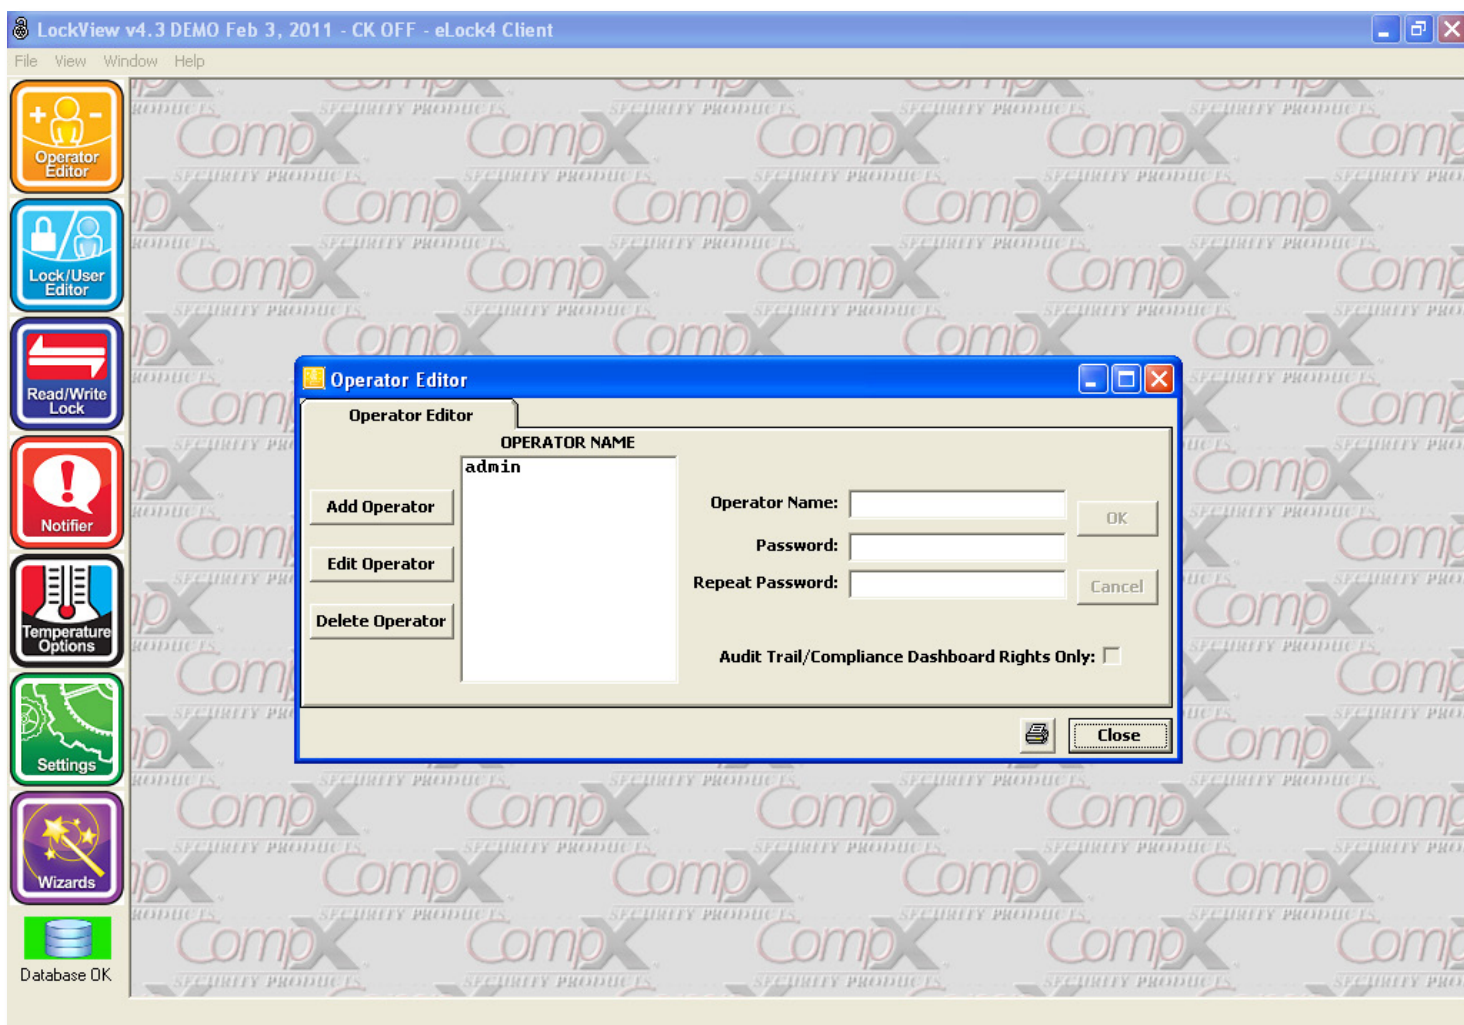 LockView v4.3 DEMO Feb 3, 2011 - CK OFF - eLock4 Client
File View Window Help
Operator
Editor
Lock/User
Editor
Read/Write
Lock
Notifier
Temperature
Options
Settings
Wizards
Database OK
CompX
SECURITY PRODUCTS
Operator Editor
Operator Editor
OPERATOR NAME
admin
Add Operator
Edit Operator
Delete Operator
Operator Name:
Password:
Repeat Password:
OK
Cancel
Audit Trail/Compliance Dashboard Rights Only:
Close